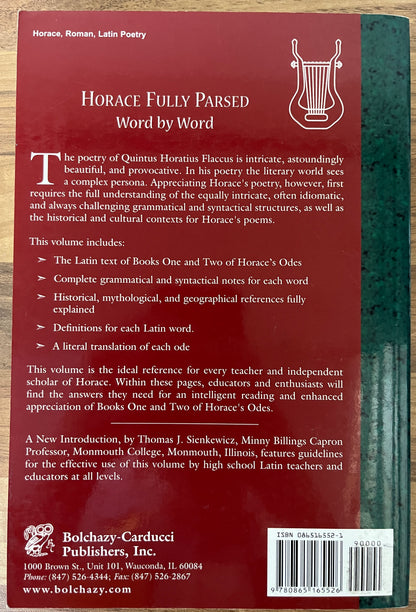 Horace, Roman, Latin Poetry
HORACE FULLY PARSED
Word by Word
The poetry of Quintus Horatius Flaccus is intricate, astoundingly
beautiful, and provocative. In his poetry the literary world sees
a complex persona. Appreciating Horace's poetry, however, first
requires the full understanding of the equally intricate, often idiomatic,
and always challenging grammatical and syntactical structures, as well as
the historical and cultural contexts for Horace's poems.
This volume includes:
➣ The Latin text of Books One and Two of Horace's Odes
➣ Complete grammatical and syntactical notes for each word
➣ Historical, mythological, and geographical references fully
explained
➣ Definitions for each Latin word.
➣ A literal translation of each ode
This volume is the ideal reference for every teacher and independent
scholar of Horace. Within these pages, educators and enthusiasts will
find the answers they need for an intelligent reading and enhanced
appreciation of Books One and Two of Horace's Odes.
A New Introduction, by Thomas J. Sienkewicz, Minny Billings Capron
Professor, Monmouth College, Monmouth, Illinois, features guidelines
for the effective use of this volume by high school Latin teachers and
educators at all levels.
Bolchazy-Carducci
Publishers, Inc.
1000 Brown St., Unit 101, Wauconda, IL 60084
Phone: (847) 526-4344; Fax: (847) 526-2867
www.bolchazy.com
ISBN 086516552-1
90000
9 780865 165526